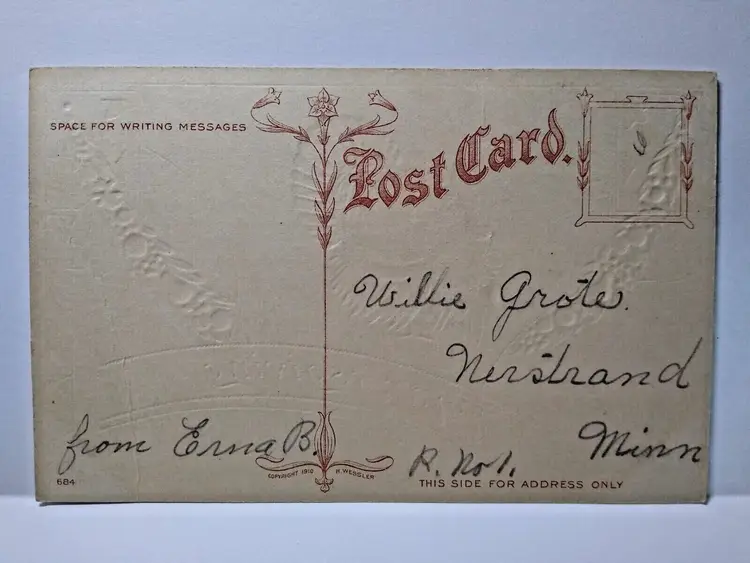 SPACE FOR WRITING MESSAGES
Post Card.
Willie Grote.
Nerstrand
Minn
R. No 1.
from Erna B.
COPYRIGHT 1910 H. WESSLER
684
THIS SIDE FOR ADDRESS ONLY